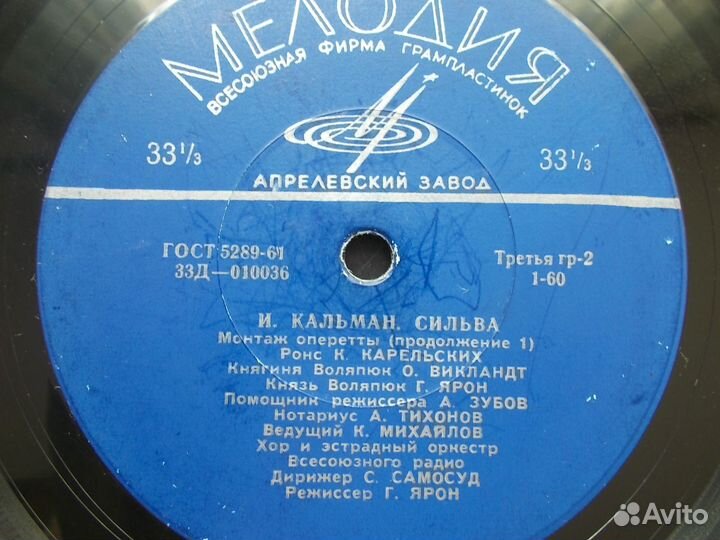 МЕЛОДИЯ
ВСЕСОЮЗНАЯ ФИРМА ГРАМПЛАСТИНОК
33 1/3
33 1/3
АПРЕЛЕВСКИЙ ЗАВОД
ГОСТ 5289-61
Третья гр-2
33Д—010036
1-60
И. КАЛЬМАН. СИЛЬВА
Монтаж оперетты (продолжение 1)
Ронс К. КАРЕЛЬСКИХ
Княгиня Воляпюк О. ВИКЛАНДТ
Князь Воляпюк Г. ЯРОН
Помощник режиссера А. ЗУБОВ
Нотариус А. ТИХОНОВ
Ведущий К. МИХАЙЛОВ
Хор и эстрадный оркестр
Всесоюзного радио
Дирижер С. САМОСУД
Режиссер Г. ЯРОН
Avito